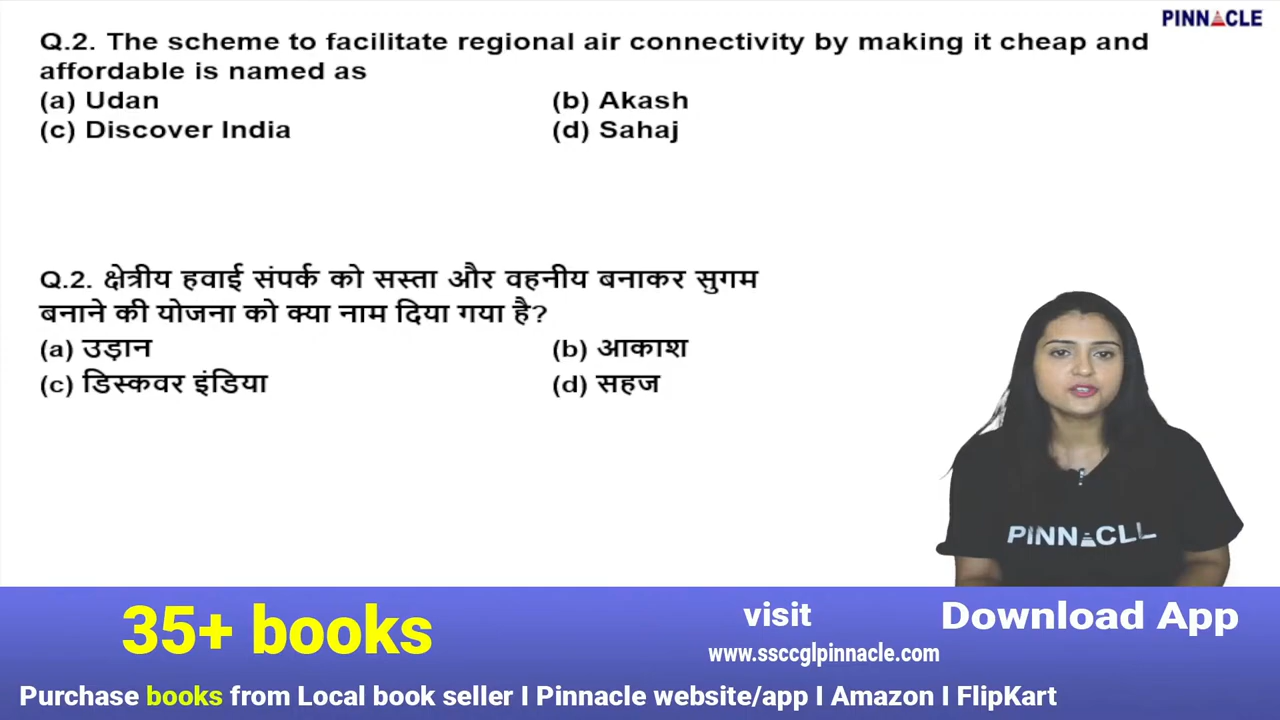 PINNACLE
Q.2. The scheme to facilitate regional air connectivity by making it cheap and
affordable is named as
(a) Udan (b) Akash
(c) Discover India (d) Sahaj
Q.2. क्षेत्रीय हवाई संपर्क को सस्ता और वहनीय बनाकर सुगम
बनाने की योजना को क्या नाम दिया गया है?
(a) उड़ान (b) आकाश
(c) डिस्कवर इंडिया (d) सहज
PINNACLL
35+ books visit Download App
www.ssccglpinnacle.com
Purchase books from Local book seller I Pinnacle website/app I Amazon I FlipKart